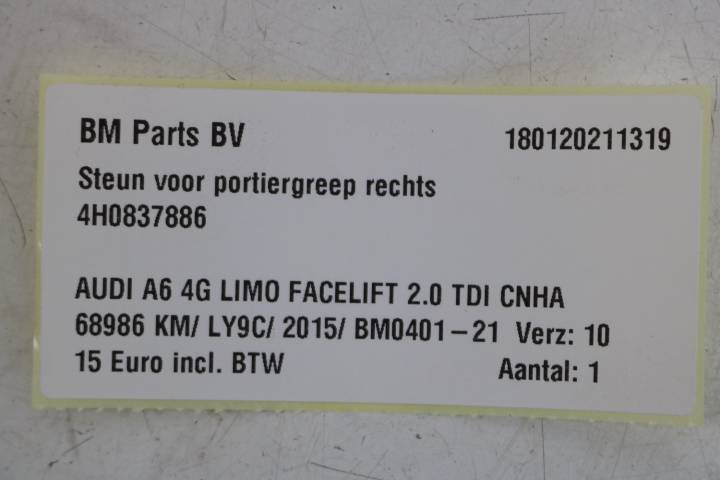 BM Parts BV 180120211319
Steun voor portiergreep rechts
4H0837886
AUDI A6 4G LIMO FACELIFT 2.0 TDI CNHA
68986 KM/ LY9C/ 2015/ BM0401-21 Verz: 10
15 Euro incl. BTW Aantal: 1